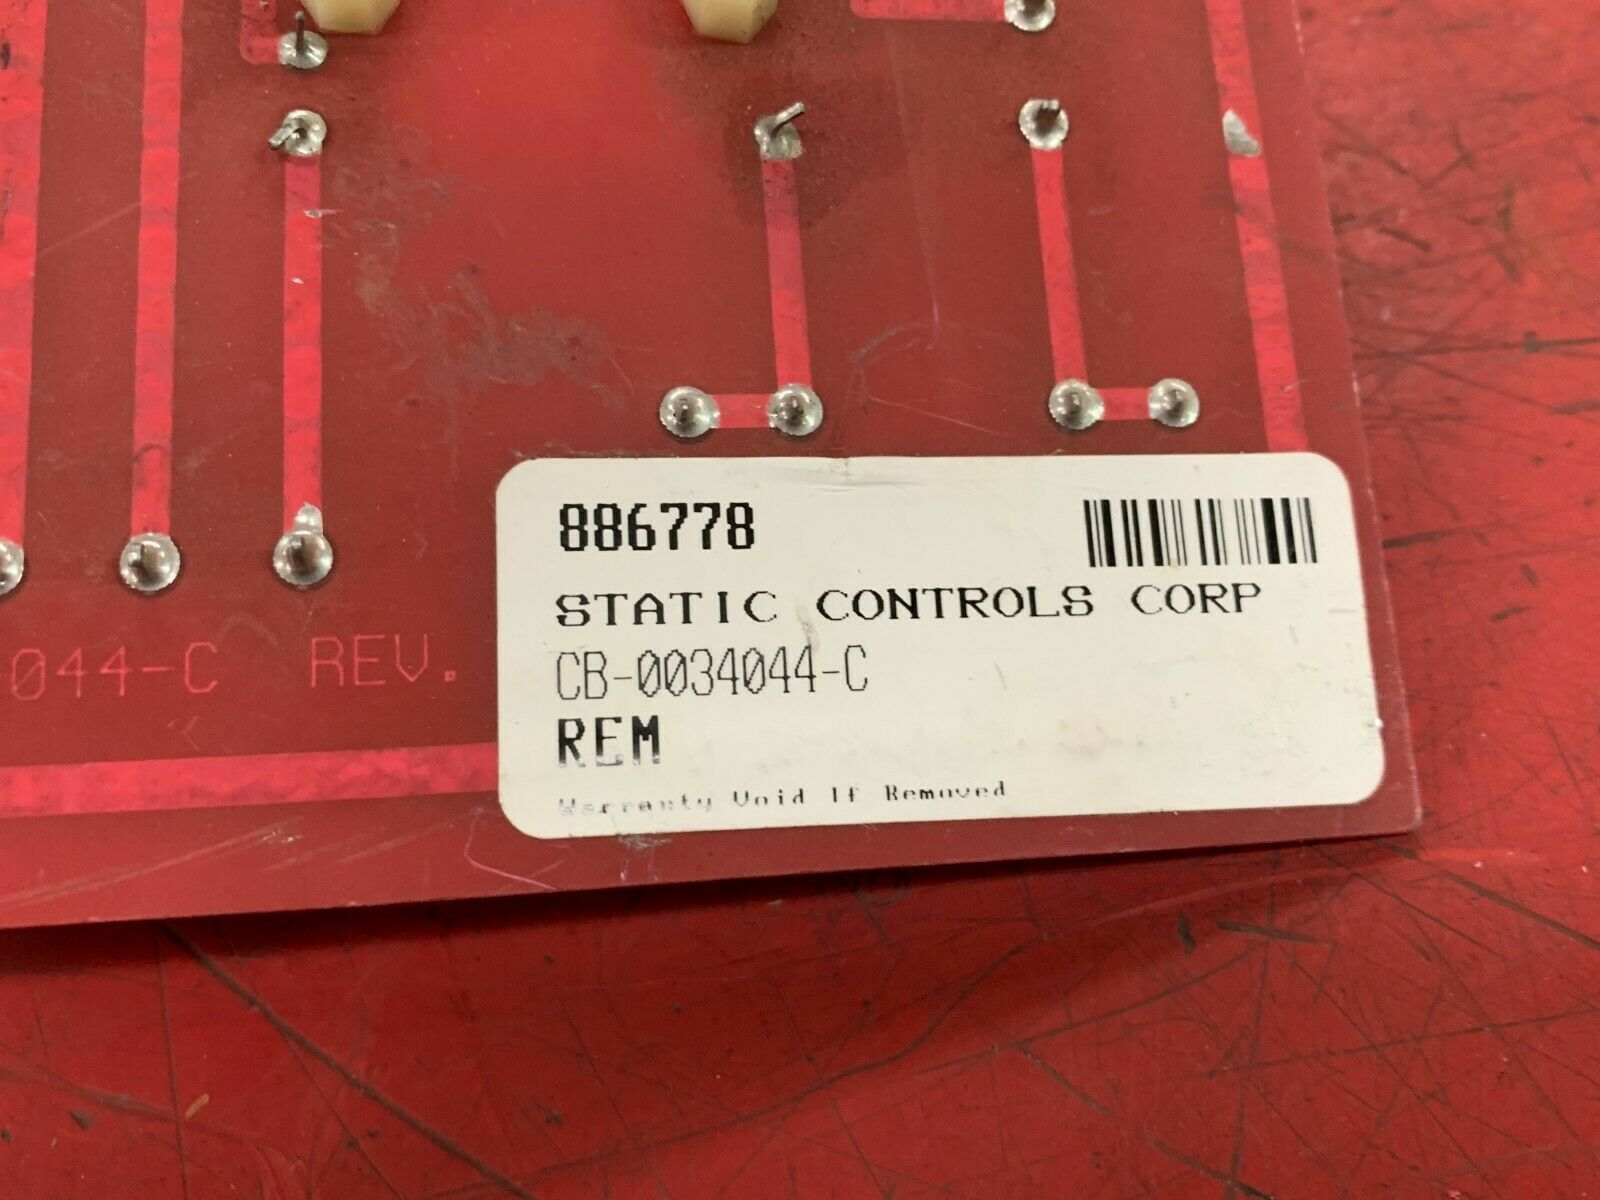 886778
STATIC CONTROLS CORP
CB-0034044-C
REM
Warranty Void If Removed
044-C REV.